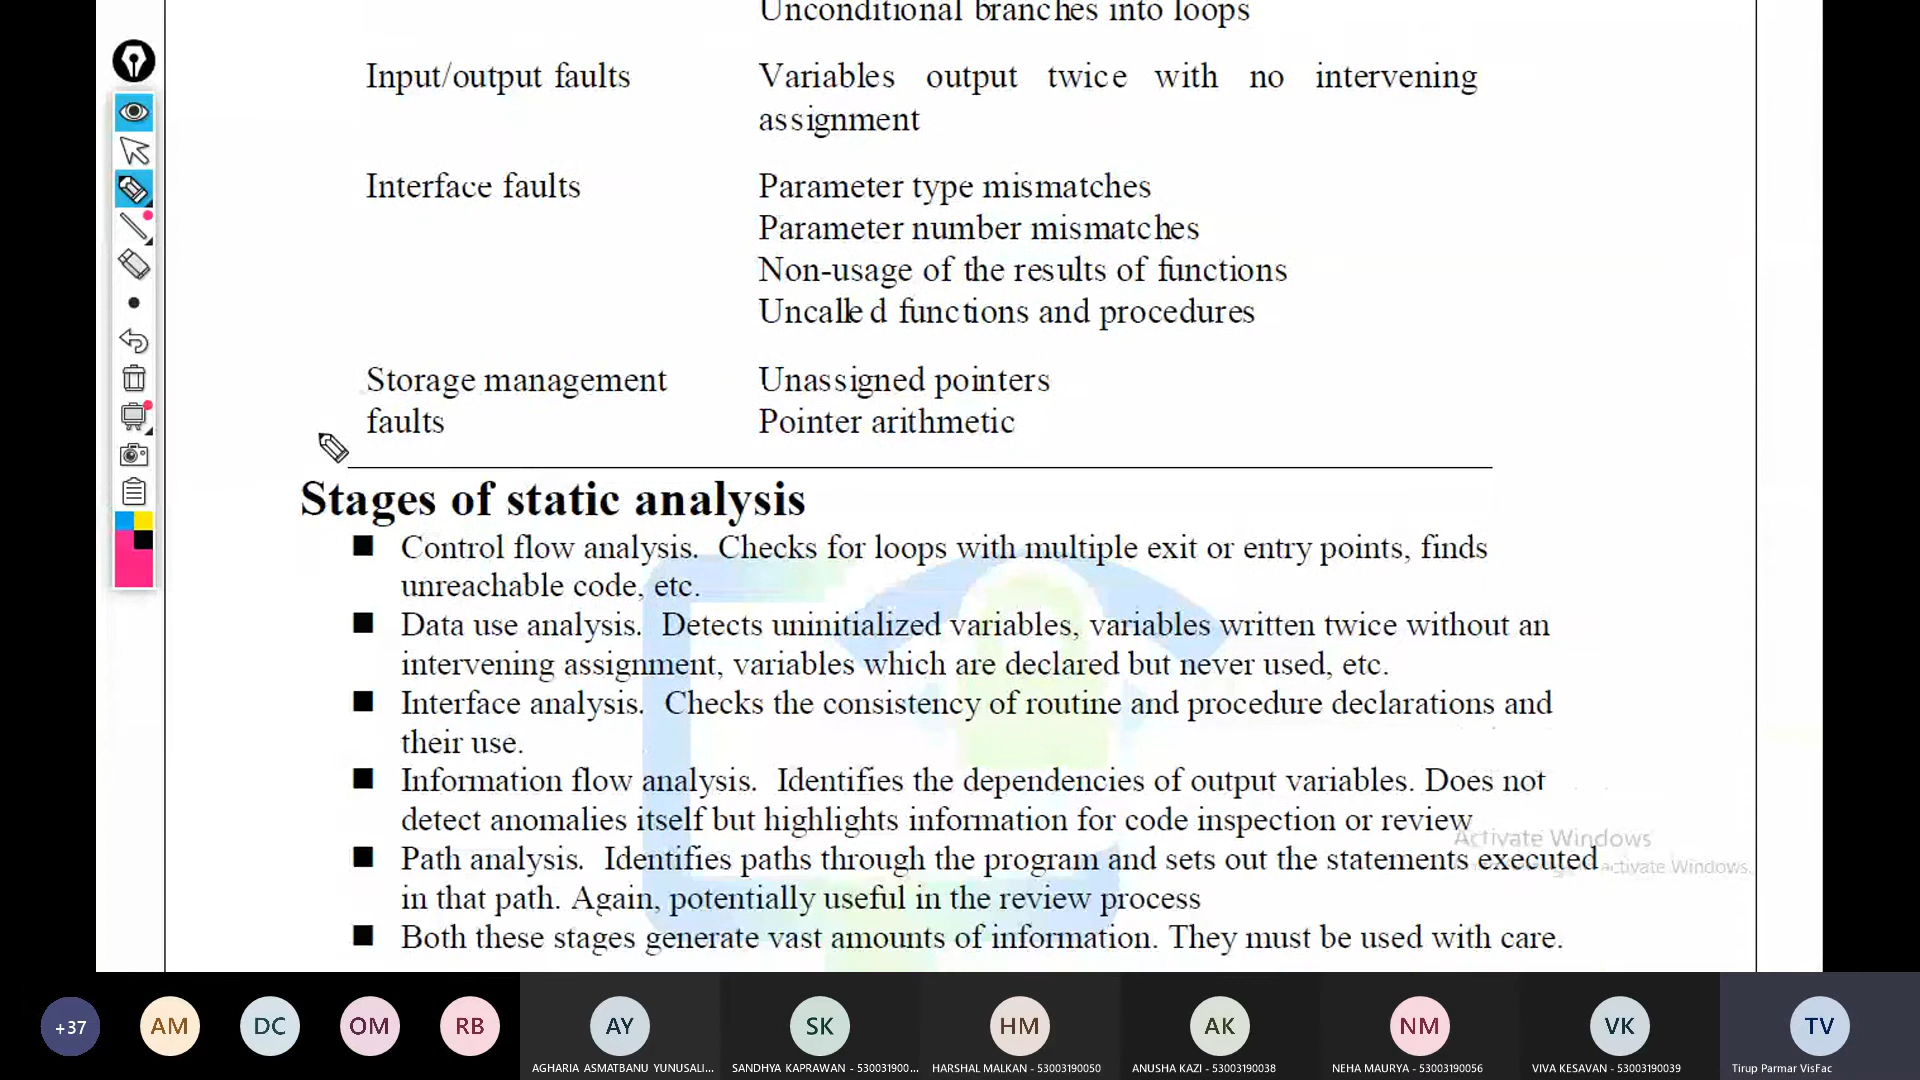 Unconditional branches into loops
Input/output faults
Variables output twice with no intervening
assignment
Interface faults
Parameter type mismatches
Parameter number mismatches
Non-usage of the results of functions
Uncalled functions and procedures
Storage management
faults
Unassigned pointers
Pointer arithmetic
Stages of static analysis
■ Control flow analysis. Checks for loops with multiple exit or entry points, finds
unreachable code, etc.
■ Data use analysis. Detects uninitialized variables, variables written twice without an
intervening assignment, variables which are declared but never used, etc.
■ Interface analysis. Checks the consistency of routine and procedure declarations and
their use.
■ Information flow analysis. Identifies the dependencies of output variables. Does not
detect anomalies itself but highlights information for code inspection or review
Activate Windows
■ Path analysis. Identifies paths through the program and sets out the statements executed
activate Windows.
in that path. Again, potentially useful in the review process
■ Both these stages generate vast amounts of information. They must be used with care.
+37
AM
DC
OM
RB
AY
SK
HM
AK
NM
VK
TV
AGHARIA ASMATBANU YUNUSALI...
SANDHYA KAPRAWAN - 530031900...
HARSHAL MALKAN - 53003190050
ANUSHA KAZI - 53003190038
NEHA MAURYA - 53003190056
VIVA KESAVAN - 53003190039
Tirup Parmar VisFac